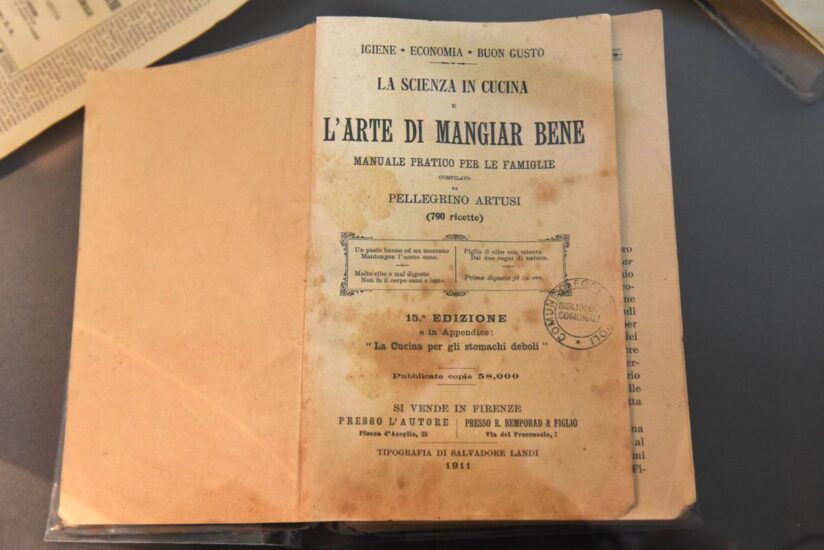 IGIENE * ECONOMIA * BUON GUSTO
LA SCIENZA IN CUCINA
E
L'ARTE DI MANGIAR BENE
MANUALE PRATICO PER LE FAMIGLIE
COMPILATO
DA
PELLEGRINO ARTUSI
(790 ricette)
Un pasto buono ed un mezzano
Mantengon l'uomo sano.
Molto cibo e mal digesto
Non fa il corpo sano e lesto.
Piglia il cibo con misura
Dai due regni di natura.
Prima digestio fit in ore.
15.ª EDIZIONE
e in Appendice:
"La Cucina per gli stomachi deboli"
Pubblicate copie 58,000
SI VENDE IN FIRENZE
PRESSO L'AUTORE
Piazza d'Azeglio, 25
PRESSO R. BEMPORAD & FIGLIO
Via del Proconsolo, 7
TIPOGRAFIA DI SALVADORE LANDI
1911
BIBLIOTECA
COMUNALE